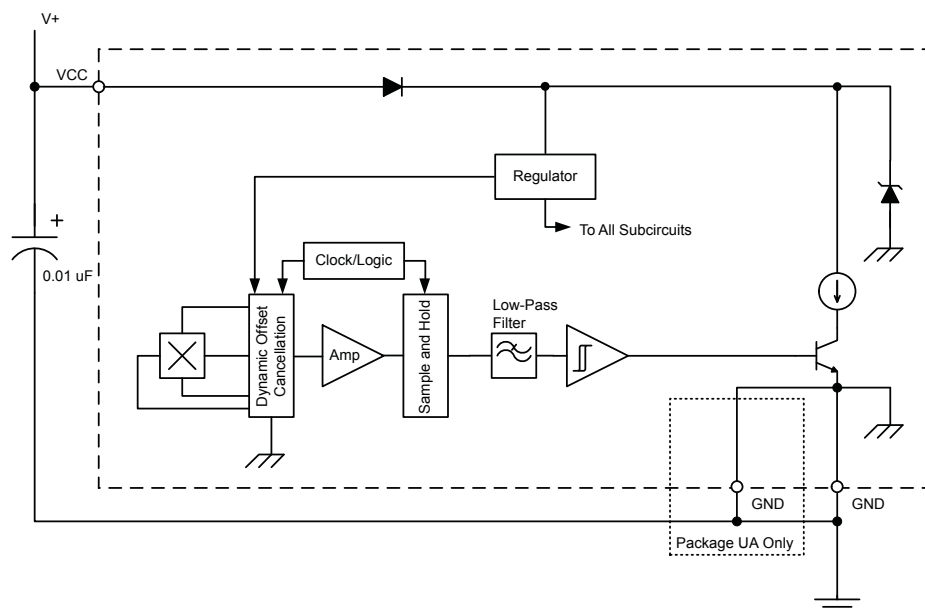 V+
VCC
Regulator
To All Subcircuits
Clock/Logic
+
0.01 uF
Dynamic Offset
Cancellation
Amp
Sample and Hold
Low-Pass
Filter
GND
GND
Package UA Only